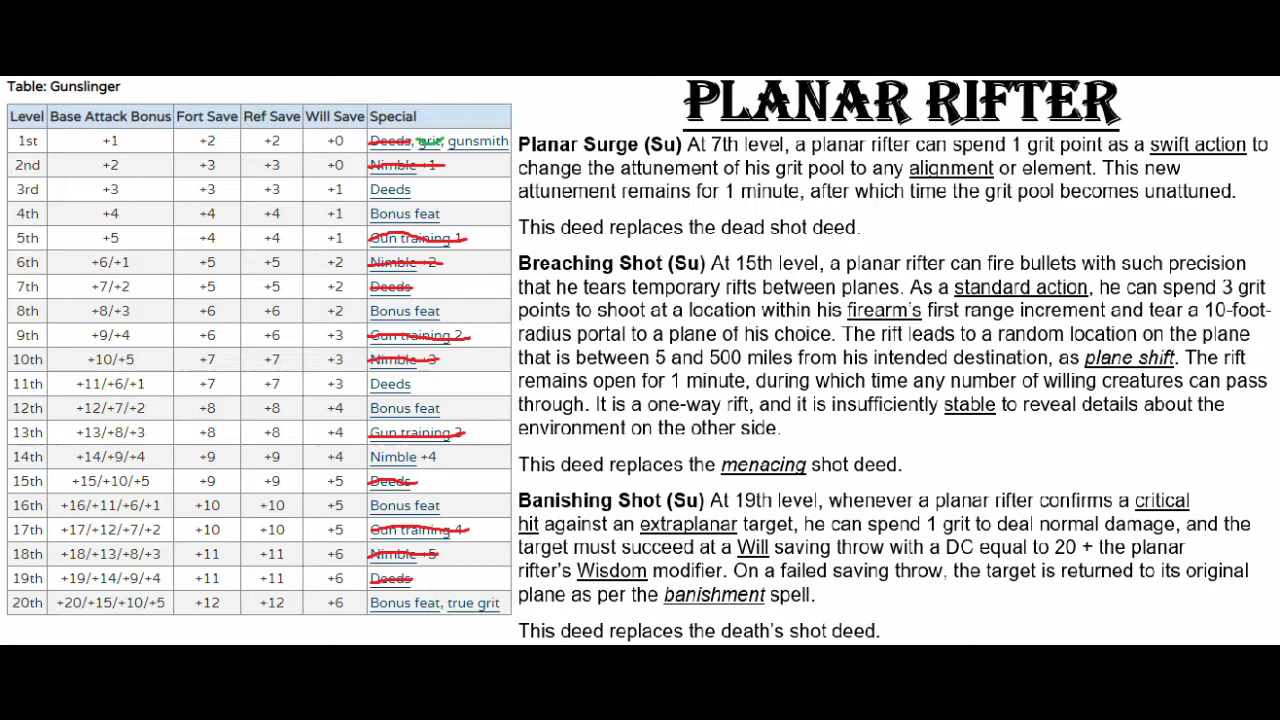 Table: Gunslinger
Level Base Attack Bonus Fort Save Ref Save Will Save Special
1st +1 +2 +2 +0 Deeds, grit, gunsmith
2nd +2 +3 +3 +0 Nimble +1
3rd +3 +3 +3 +1 Deeds
4th +4 +4 +4 +1 Bonus feat
5th +5 +4 +4 +1 Gun training 1
6th +6/+1 +5 +5 +2 Nimble +2
7th +7/+2 +5 +5 +2 Deeds
8th +8/+3 +6 +6 +2 Bonus feat
9th +9/+4 +6 +6 +3 Gun training 2
10th +10/+5 +7 +7 +3 Nimble +3
11th +11/+6/+1 +7 +7 +3 Deeds
12th +12/+7/+2 +8 +8 +4 Bonus feat
13th +13/+8/+3 +8 +8 +4 Gun training 3
14th +14/+9/+4 +9 +9 +4 Nimble +4
15th +15/+10/+5 +9 +9 +5 Deeds
16th +16/+11/+6/+1 +10 +10 +5 Bonus feat
17th +17/+12/+7/+2 +10 +10 +5 Gun training 4
18th +18/+13/+8/+3 +11 +11 +6 Nimble +5
19th +19/+14/+9/+4 +11 +11 +6 Deeds
20th +20/+15/+10/+5 +12 +12 +6 Bonus feat, true grit
PLANAR RIFTER
Planar Surge (Su) At 7th level, a planar rifter can spend 1 grit point as a swift action to
change the attunement of his grit pool to any alignment or element. This new
attunement remains for 1 minute, after which time the grit pool becomes unattuned.
This deed replaces the dead shot deed.
Breaching Shot (Su) At 15th level, a planar rifter can fire bullets with such precision
that he tears temporary rifts between planes. As a standard action, he can spend 3 grit
points to shoot at a location within his firearm's first range increment and tear a 10-foot-
radius portal to a plane of his choice. The rift leads to a random location on the plane
that is between 5 and 500 miles from his intended destination, as plane shift. The rift
remains open for 1 minute, during which time any number of willing creatures can pass
through. It is a one-way rift, and it is insufficiently stable to reveal details about the
environment on the other side.
This deed replaces the menacing shot deed.
Banishing Shot (Su) At 19th level, whenever a planar rifter confirms a critical
hit against an extraplanar target, he can spend 1 grit to deal normal damage, and the
target must succeed at a Will saving throw with a DC equal to 20 + the planar
rifter's Wisdom modifier. On a failed saving throw, the target is returned to its original
plane as per the banishment spell.
This deed replaces the death's shot deed.